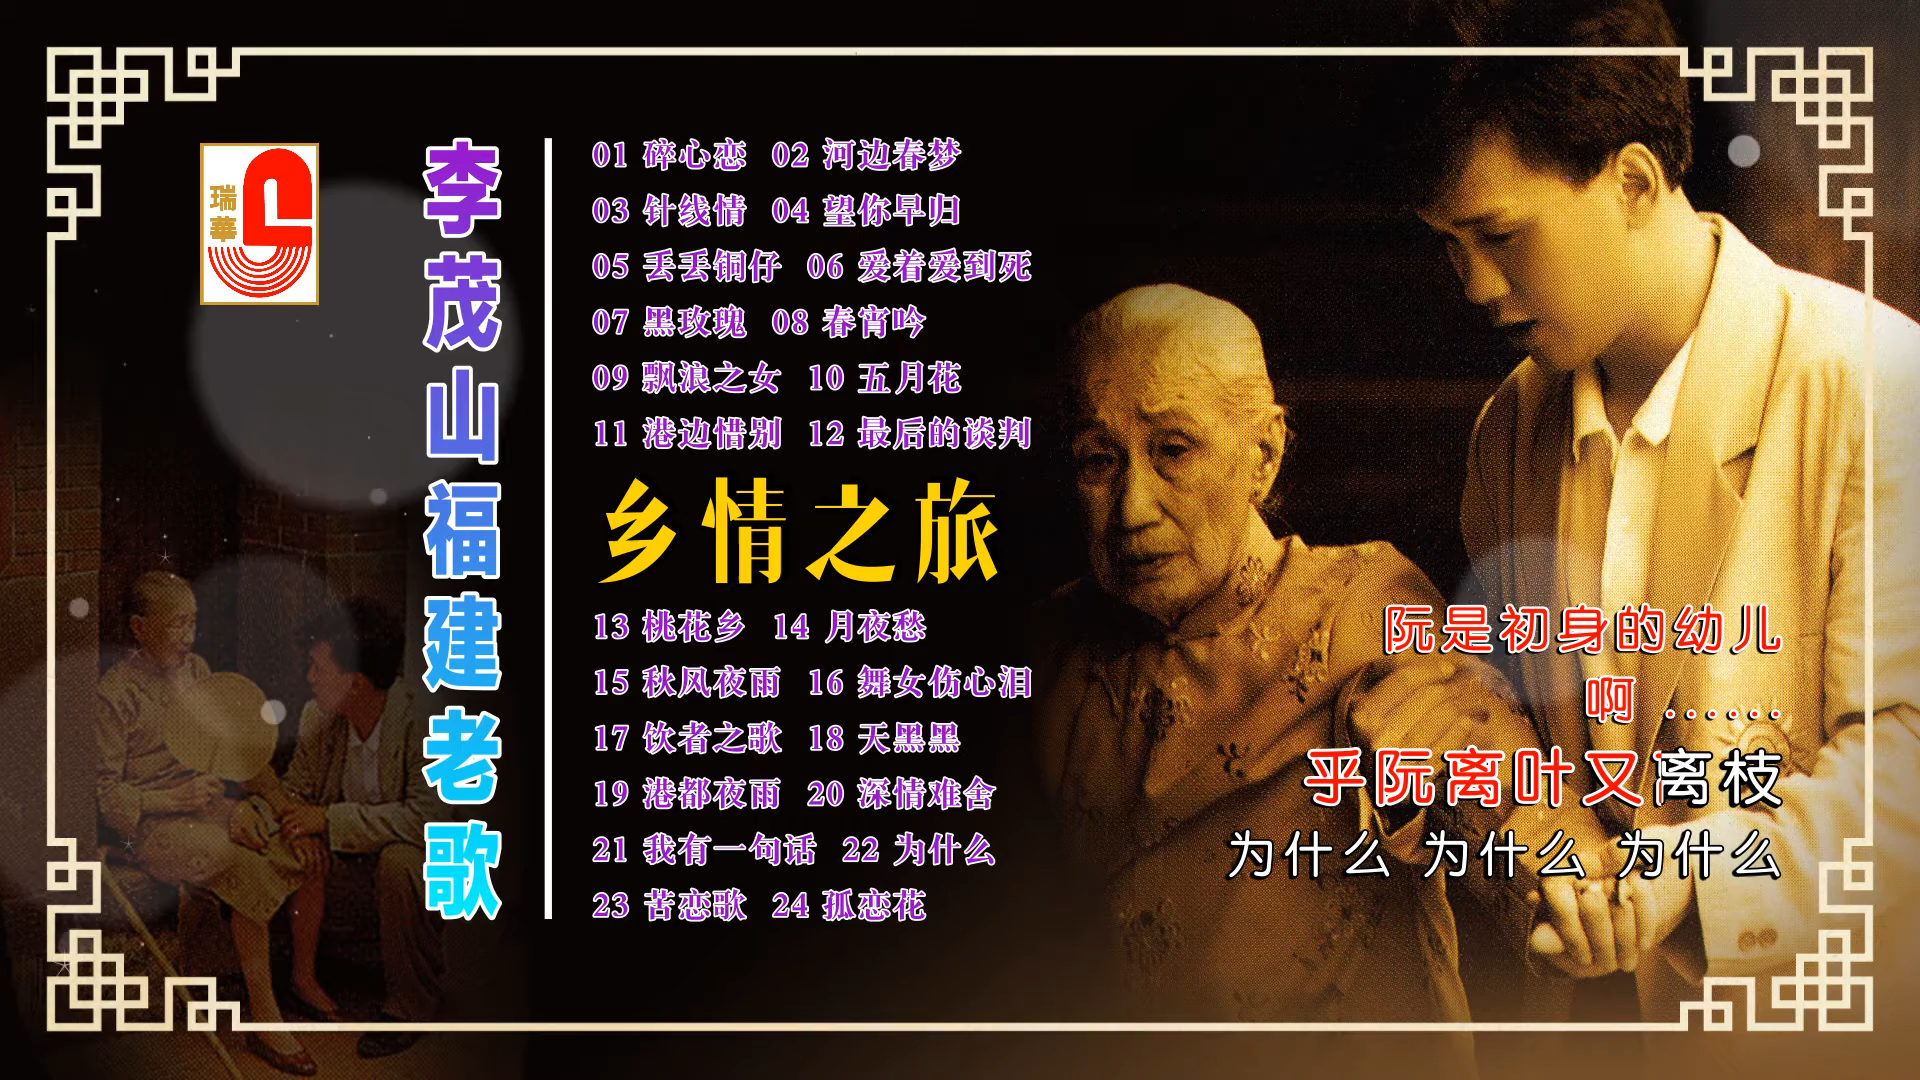 瑞
華
李茂山福建老歌
01 碎心恋 02 河边春梦
03 针线情 04 望你早归
05 丢丢铜仔 06 爱着爱到死
07 黑玫瑰 08 春宵吟
09 飘浪之女 10 五月花
11 港边惜别 12 最后的谈判
乡情之旅
13 桃花乡 14 月夜愁
15 秋风夜雨 16 舞女伤心泪
17 饮者之歌 18 天黑黑
19 港都夜雨 20 深情难舍
21 我有一句话 22 为什么
23 苦恋歌 24 孤恋花
阮是初身的幼儿
啊 ······
乎阮离叶又离枝
为什么 为什么 为什么